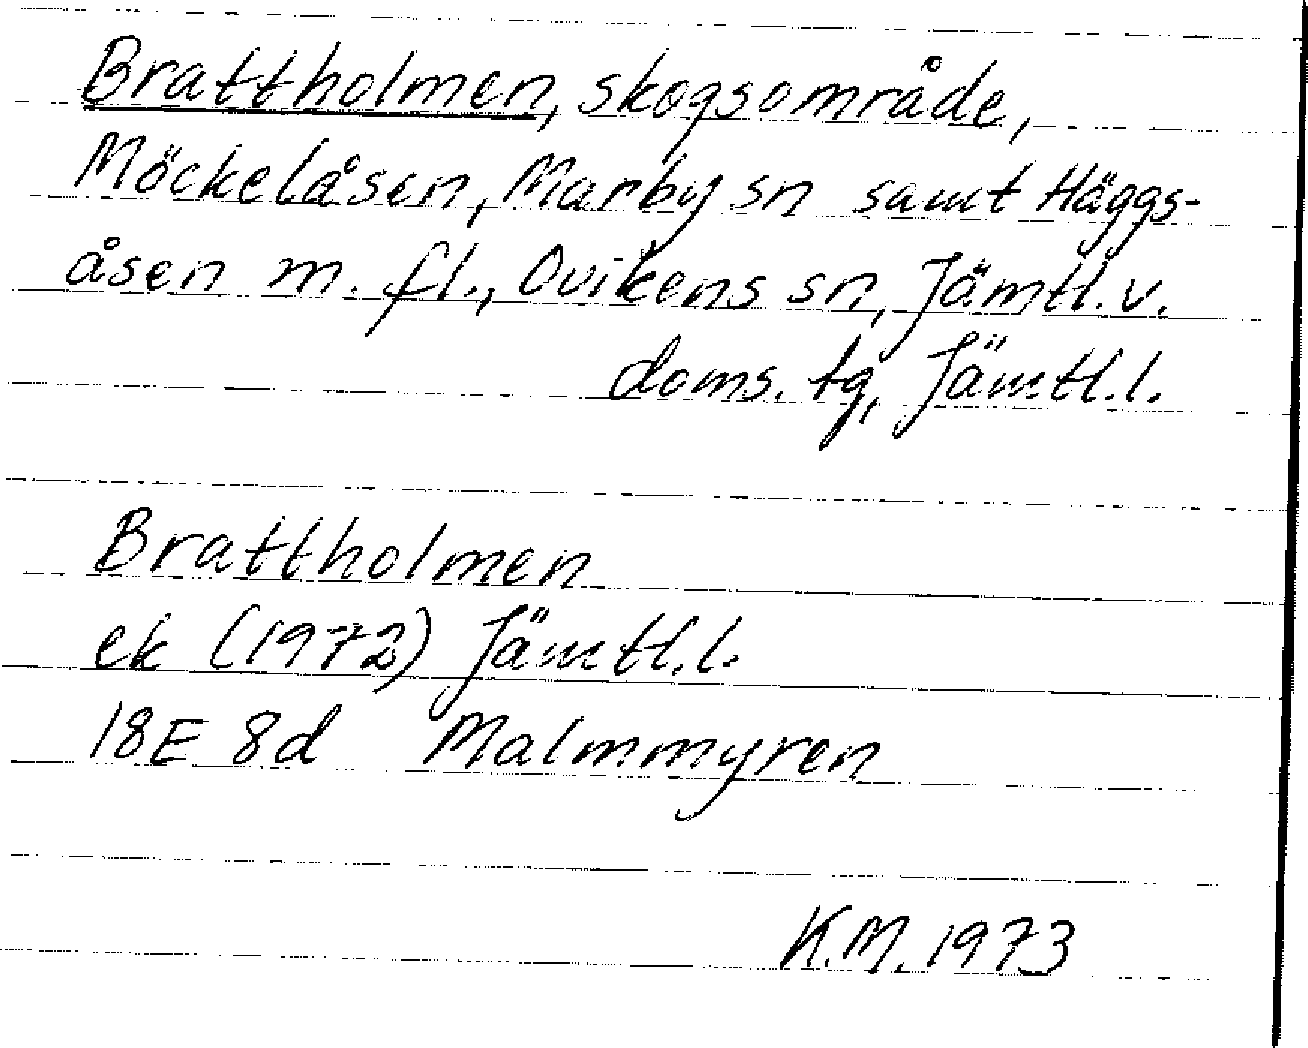 Brattholmen, skogsområde,
Möckelåsen, Marby sn samt Häggs-
åsen m. fl., Ovikens sn, Jämtl. v.
doms. tg, Jämtl. l.
Brattholmen
ek (1972) Jämtl. l.
18E 8d Malmmyren
K.M. 1973